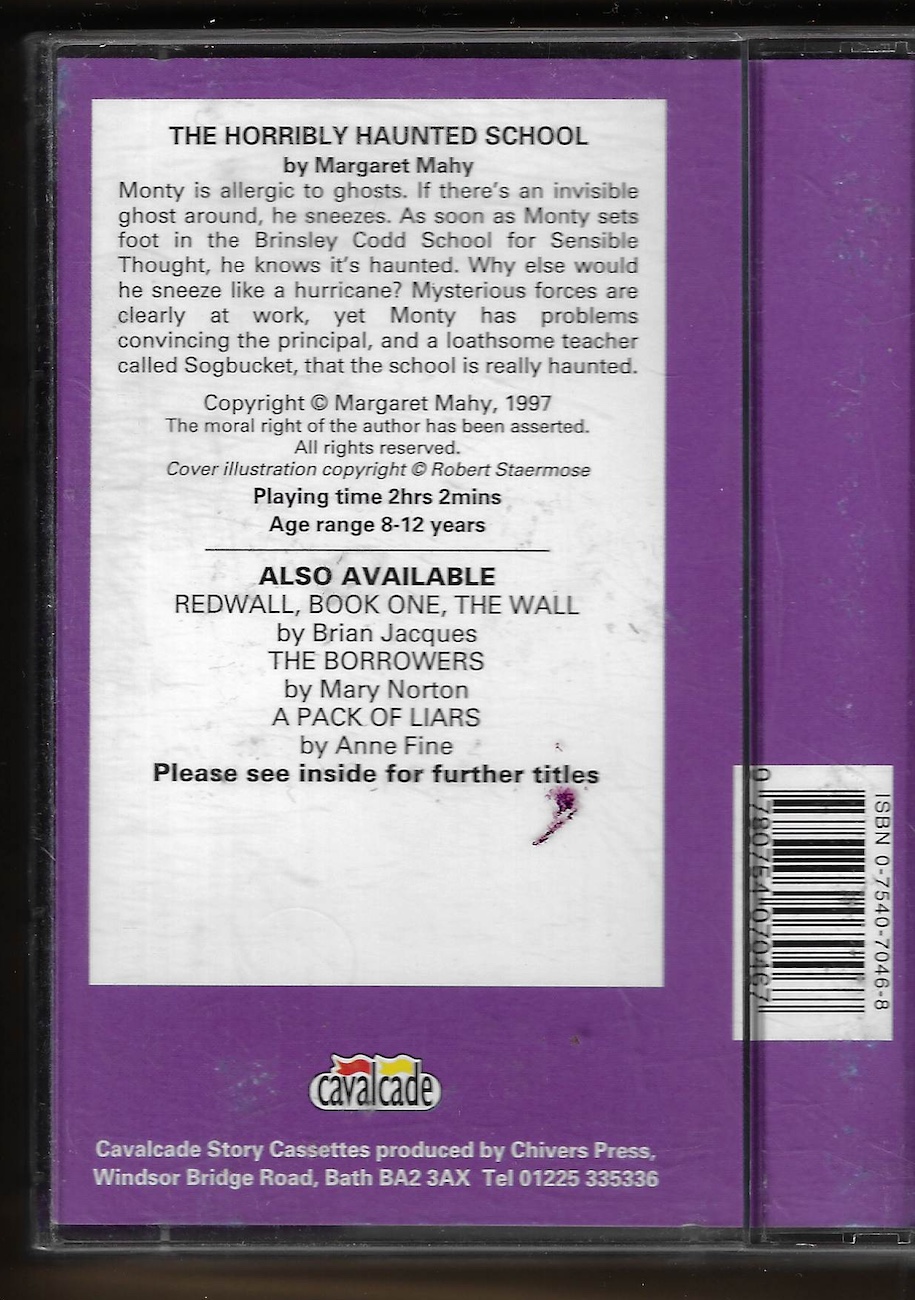 THE HORRIBLY HAUNTED SCHOOL
by Margaret Mahy
Monty is allergic to ghosts. If there's an invisible
ghost around, he sneezes. As soon as Monty sets
foot in the Brinsley Codd School for Sensible
Thought, he knows it's haunted. Why else would
he sneeze like a hurricane? Mysterious forces are
clearly at work, yet Monty has problems
convincing the principal, and a loathsome teacher
called Sogbucket, that the school is really haunted.
Copyright © Margaret Mahy, 1997
The moral right of the author has been asserted.
All rights reserved.
Cover illustration copyright © Robert Staermose
Playing time 2hrs 2mins
Age range 8-12 years
ALSO AVAILABLE
REDWALL, BOOK ONE, THE WALL
by Brian Jacques
THE BORROWERS
by Mary Norton
A PACK OF LIARS
by Anne Fine
Please see inside for further titles
ISBN 0-7540-7046-8
9 780754 070467
cavalcade
Cavalcade Story Cassettes produced by Chivers Press,
Windsor Bridge Road, Bath BA2 3AX Tel 01225 335336